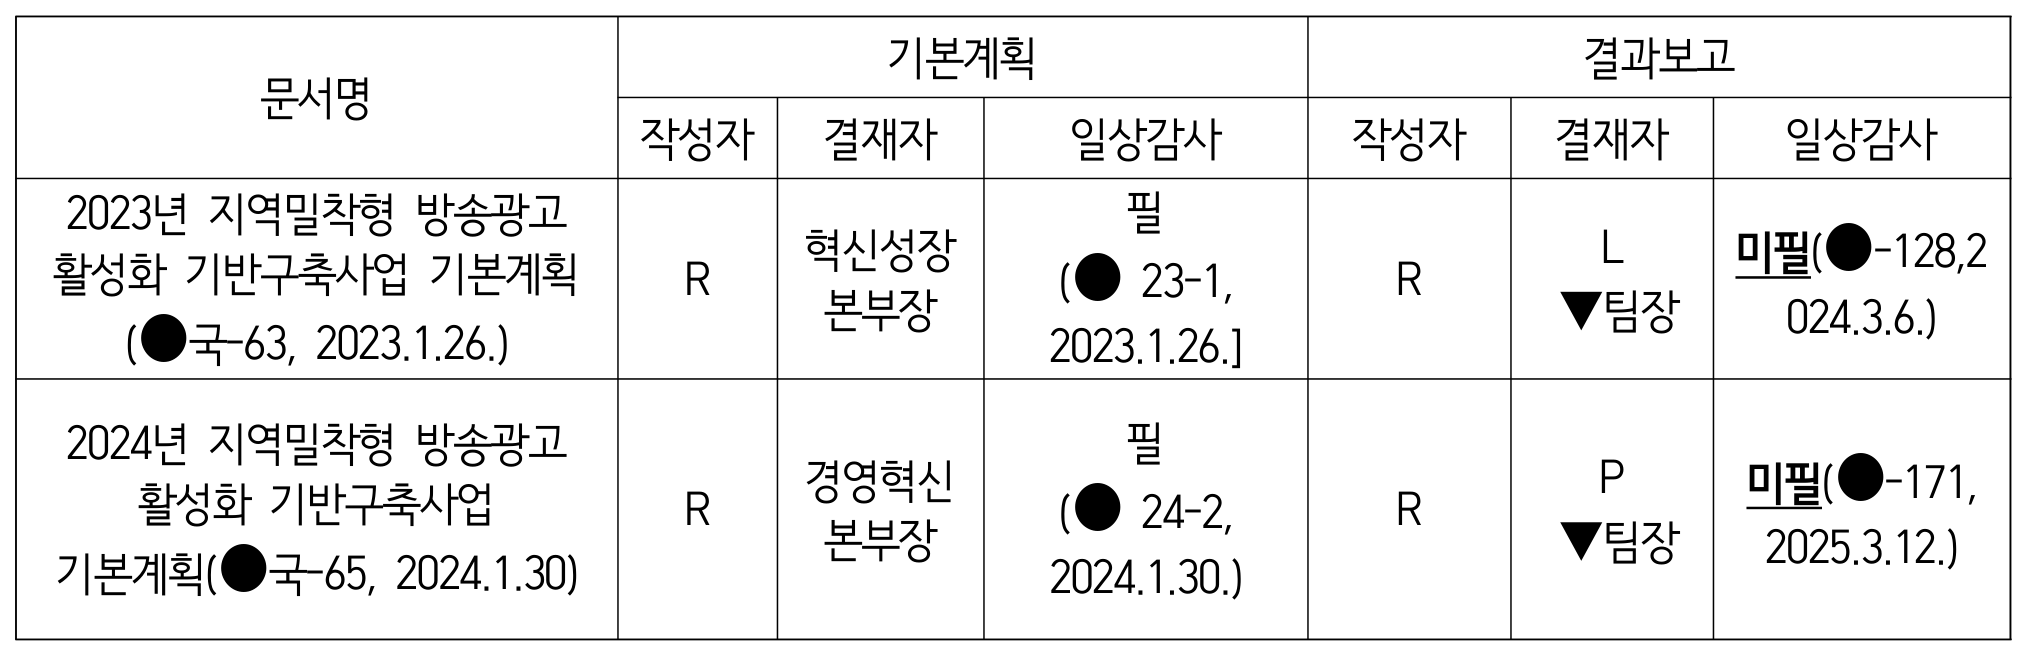 문서명
기본계획
결과보고
작성자
결재자
일상감사
작성자
결재자
일상감사
2023년 지역밀착형 방송광고
활성화 기반구축사업 기본계획
(●국-63, 2023.1.26.)
R
혁신성장
본부장
필
(● 23-1,
2023.1.26.]
R
L
▼팀장
미필(●-128,2
024.3.6.)
2024년 지역밀착형 방송광고
활성화 기반구축사업
기본계획(●국-65, 2024.1.30)
R
경영혁신
본부장
필
(● 24-2,
2024.1.30.)
R
P
▼팀장
미필(●-171,
2025.3.12.)